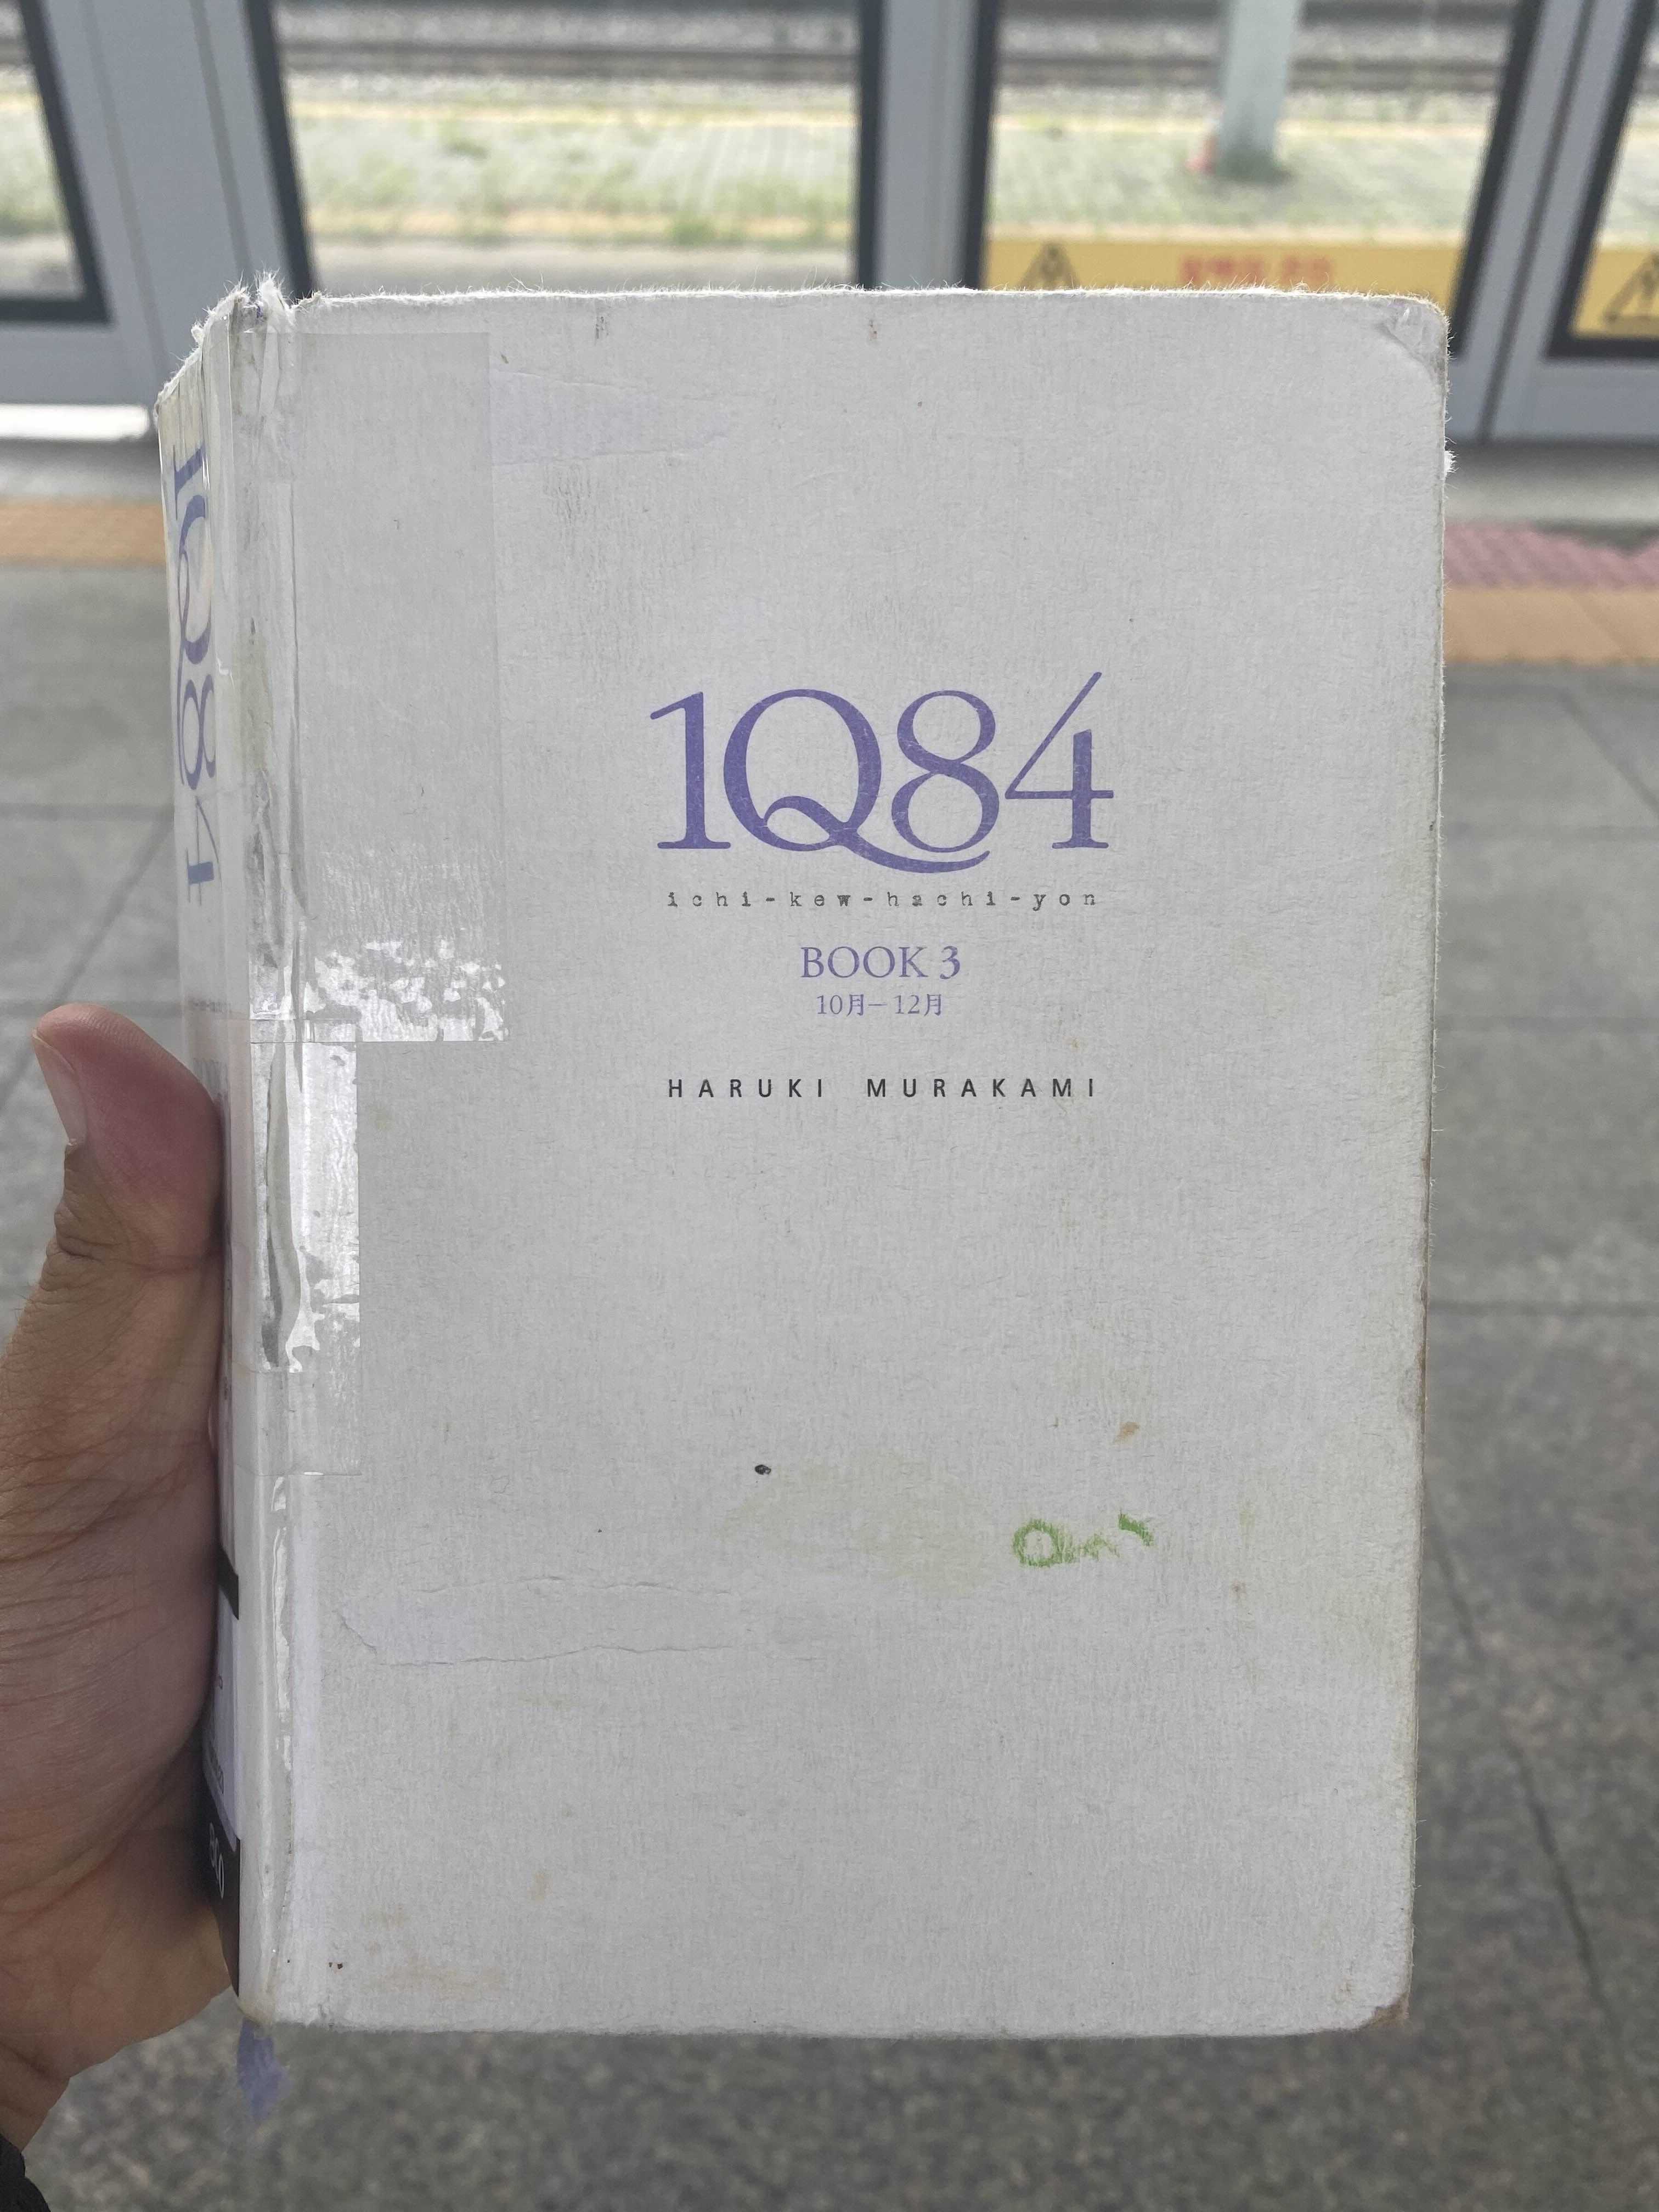 1Q84
ichi-kew-hachi-yon
BOOK 3
10月─12月
HARUKI MURAKAMI
1Q84